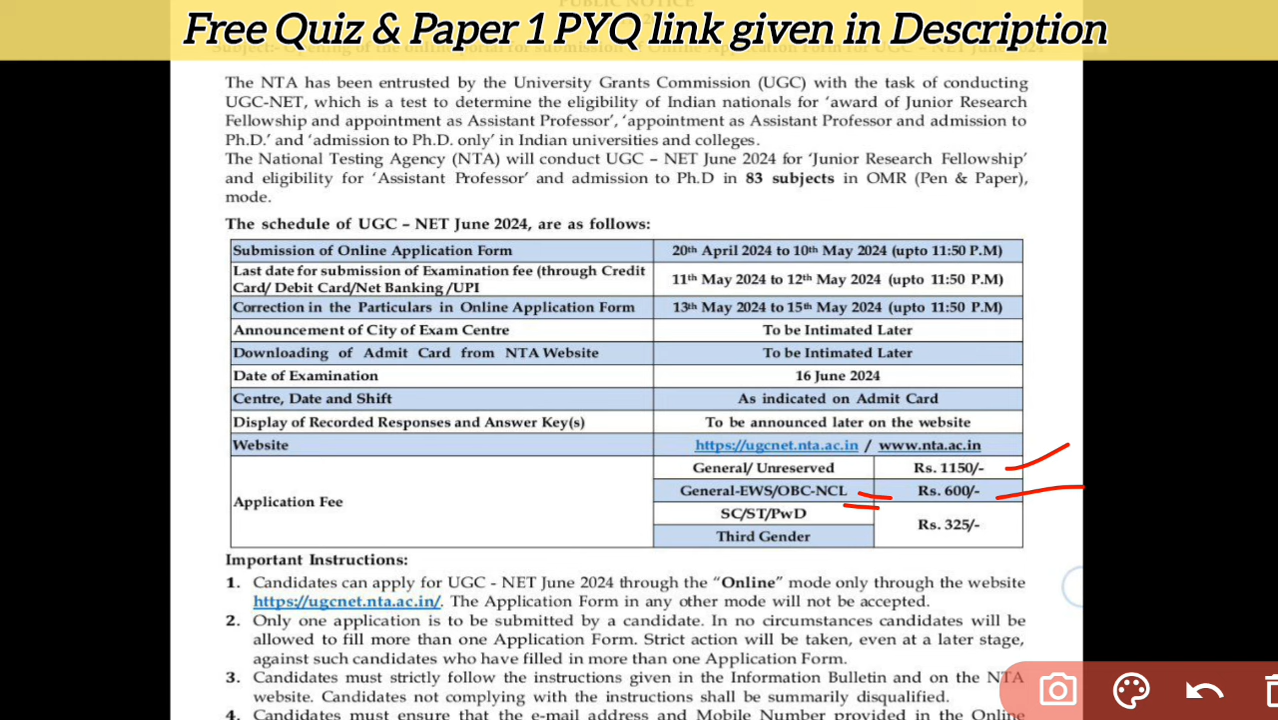 PUBLIC NOTICE
Free Quiz & Paper 1 PYQ link given in Description
The NTA has been entrusted by the University Grants Commission (UGC) with the task of conducting
UGC-NET, which is a test to determine the eligibility of Indian nationals for ‘award of Junior Research
Fellowship and appointment as Assistant Professor’, ‘appointment as Assistant Professor and admission to
Ph.D.’ and ‘admission to Ph.D. only’ in Indian universities and colleges.
The National Testing Agency (NTA) will conduct UGC – NET June 2024 for ‘Junior Research Fellowship’
and eligibility for ‘Assistant Professor’ and admission to Ph.D in 83 subjects in OMR (Pen & Paper),
mode.
The schedule of UGC – NET June 2024, are as follows:
Submission of Online Application Form 20th April 2024 to 10th May 2024 (upto 11:50 P.M)
Last date for submission of Examination fee (through Credit
Card/ Debit Card/Net Banking /UPI 11th May 2024 to 12th May 2024 (upto 11:50 P.M)
Correction in the Particulars in Online Application Form 13th May 2024 to 15th May 2024 (upto 11:50 P.M)
Announcement of City of Exam Centre To be Intimated Later
Downloading of Admit Card from NTA Website To be Intimated Later
Date of Examination 16 June 2024
Centre, Date and Shift As indicated on Admit Card
Display of Recorded Responses and Answer Key(s) To be announced later on the website
Website https://ugcnet.nta.ac.in / www.nta.ac.in
Application Fee
General/ Unreserved Rs. 1150/-
General-EWS/OBC-NCL Rs. 600/-
SC/ST/PwD
Third Gender
Rs. 325/-
Important Instructions:
1. Candidates can apply for UGC - NET June 2024 through the “Online” mode only through the website
https://ugcnet.nta.ac.in/. The Application Form in any other mode will not be accepted.
2. Only one application is to be submitted by a candidate. In no circumstances candidates will be
allowed to fill more than one Application Form. Strict action will be taken, even at a later stage,
against such candidates who have filled in more than one Application Form.
3. Candidates must strictly follow the instructions given in the Information Bulletin and on the NTA
website. Candidates not complying with the instructions shall be summarily disqualified.
4. Candidates must ensure that the e-mail address and Mobile Number provided in the Online